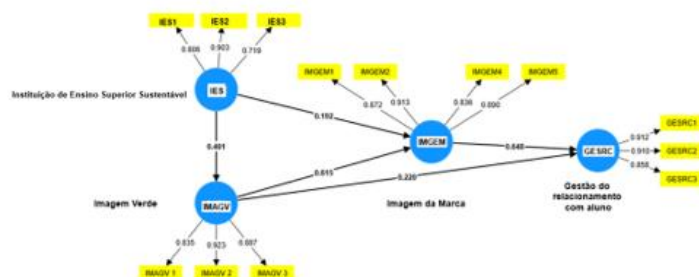 IES1
IES2
IES3
0.903
0.719
IMGEM1
IMGEM2
IMGEM4
IMGEM5
Instituição de Ensino Superior Sustentável
IES
0.872
0.913
0.836
0.890
0.192
0.401
IMGEM
0.648
GESRC1
0.912
GESRC
0.910
GESRC2
0.858
GESRC3
0.615
0.220
Imagem Verde
IMAGV
Imagem da Marca
Gestão do
relacionamento
com aluno
0.835
0.923
0.887
IMAGV 1
IMAGV 2
IMAGV 3